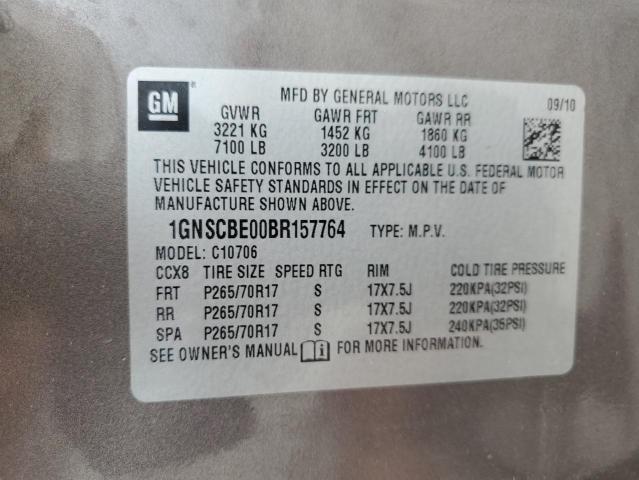 GM
MFD BY GENERAL MOTORS LLC 09/10
GVWR GAWR FRT GAWR RR
3221 KG 1452 KG 1860 KG
7100 LB 3200 LB 4100 LB
THIS VEHICLE CONFORMS TO ALL APPLICABLE U.S. FEDERAL MOTOR
VEHICLE SAFETY STANDARDS IN EFFECT ON THE DATE OF
MANUFACTURE SHOWN ABOVE.
1GNSCBE00BR157764 TYPE: M.P.V.
MODEL: C10706
CCX8 TIRE SIZE SPEED RTG RIM COLD TIRE PRESSURE
FRT P265/70R17 S 17X7.5J 220KPA(32PSI)
RR P265/70R17 S 17X7.5J 220KPA(32PSI)
SPA P265/70R17 S 17X7.5J 240KPA(35PSI)
SEE OWNER'S MANUAL i FOR MORE INFORMATION.